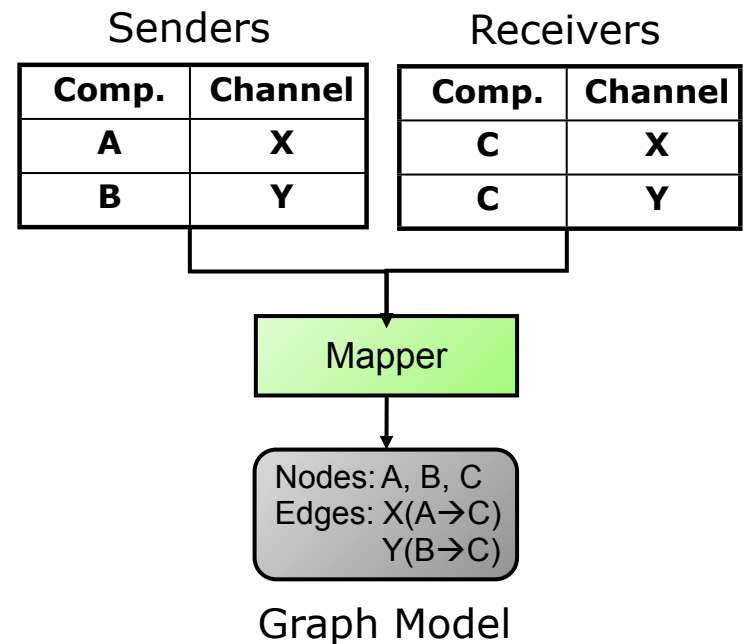 Senders
Receivers
Comp. Channel
A X
B Y
Comp. Channel
C X
C Y
Mapper
Nodes: A, B, C
Edges: X(A→C)
Y(B→C)
Graph Model